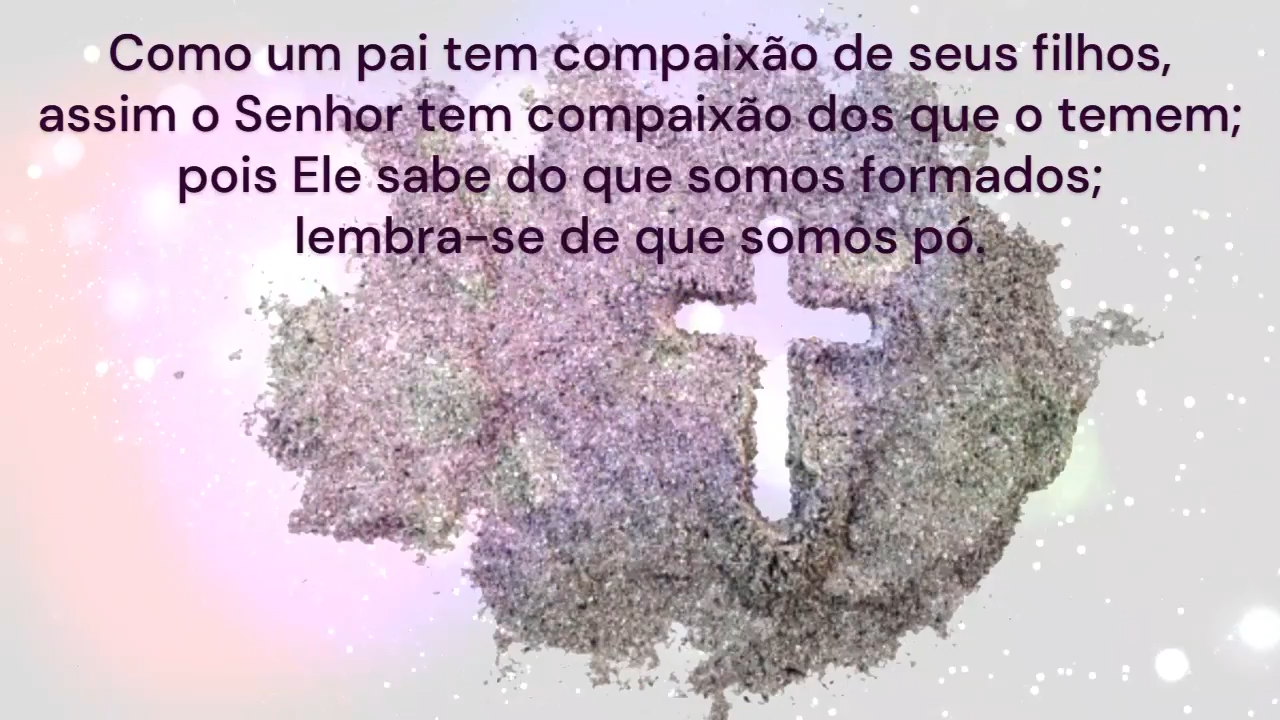 Como um pai tem compaixão de seus filhos,
assim o Senhor tem compaixão dos que o temem;
pois Ele sabe do que somos formados;
lembra-se de que somos pó.